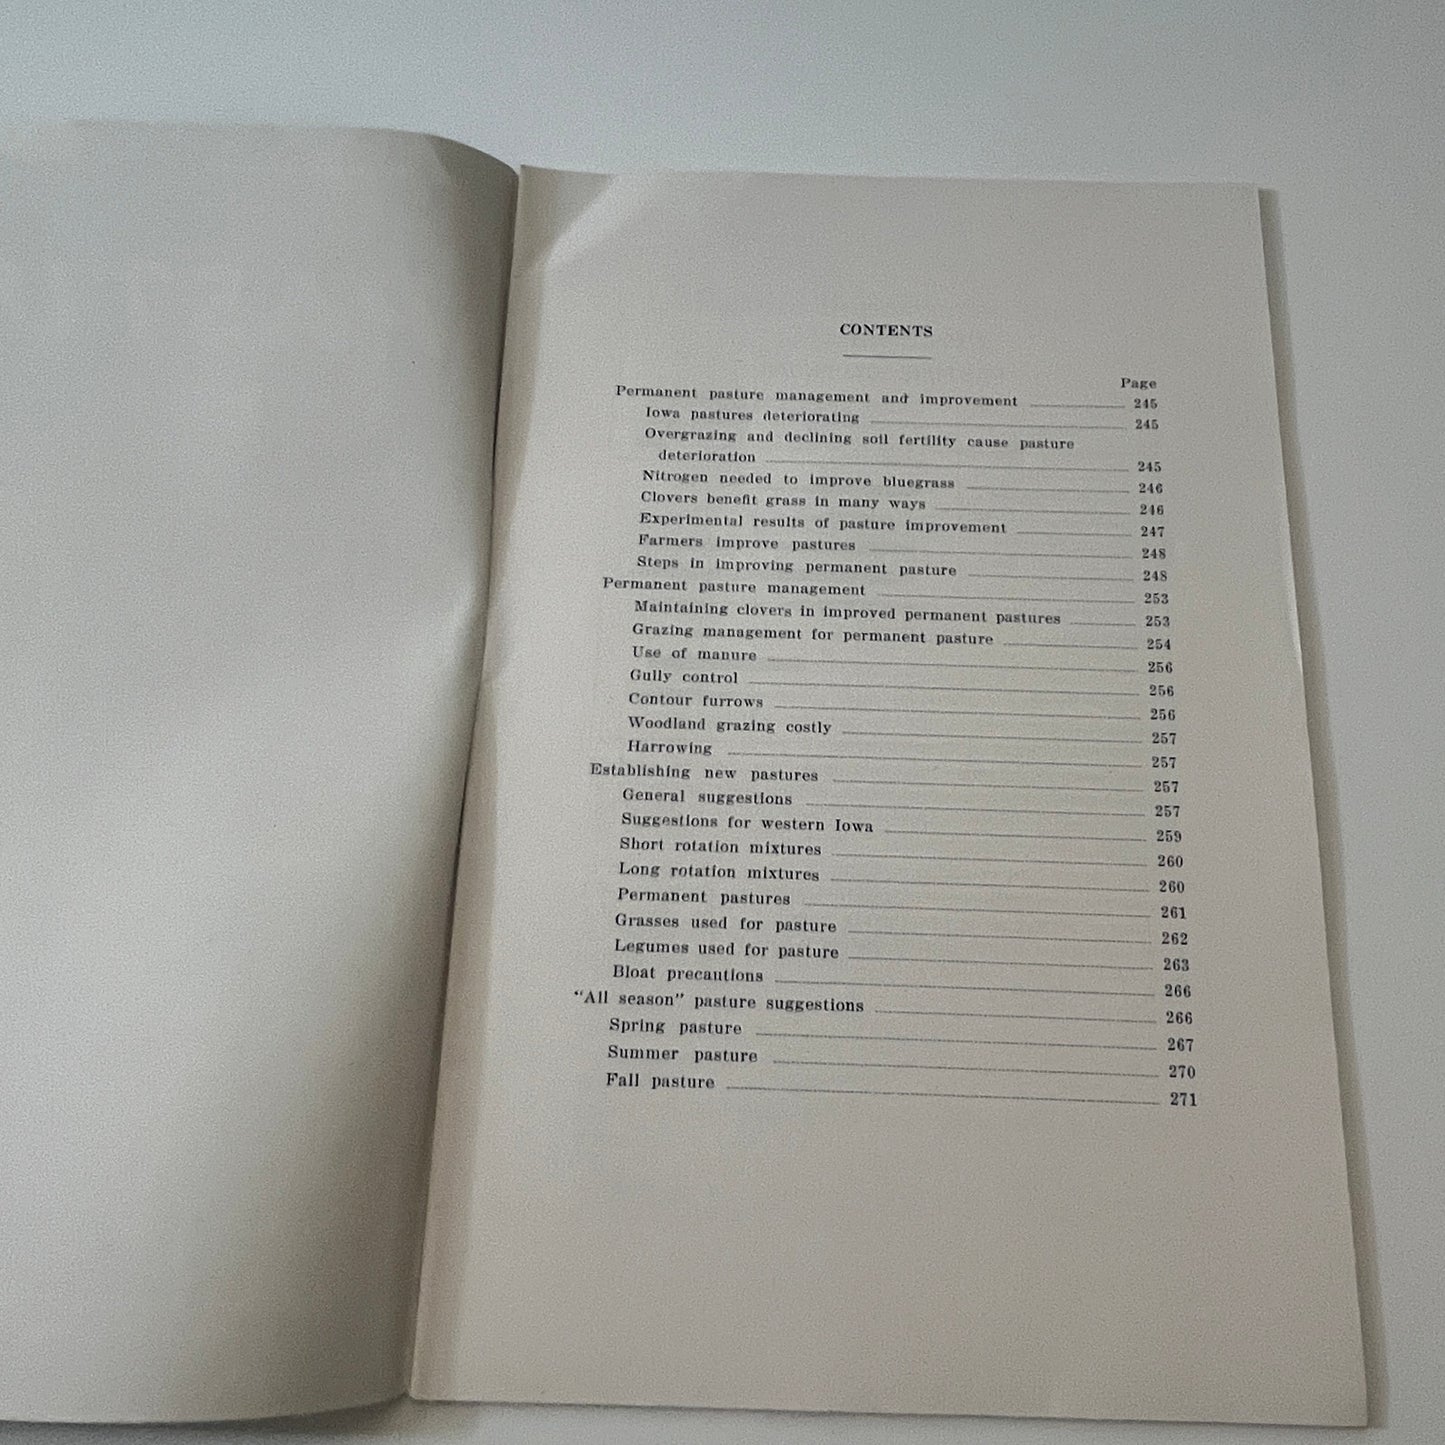 CONTENTS
Page
Permanent pasture management and improvement 245
Iowa pastures deteriorating 245
Overgrazing and declining soil fertility cause pasture
deterioration 245
Nitrogen needed to improve bluegrass 246
Clovers benefit grass in many ways 246
Experimental results of pasture improvement 247
Farmers improve pastures 248
Steps in improving permanent pasture 248
Permanent pasture management 253
Maintaining clovers in improved permanent pastures 253
Grazing management for permanent pasture 254
Use of manure 256
Gully control 256
Contour furrows 256
Woodland grazing costly 257
Harrowing 257
Establishing new pastures 257
General suggestions 257
Suggestions for western Iowa 259
Short rotation mixtures 260
Long rotation mixtures 260
Permanent pastures 261
Grasses used for pasture 262
Legumes used for pasture 263
Bloat precautions 266
"All season" pasture suggestions 266
Spring pasture 267
Summer pasture 270
Fall pasture 271